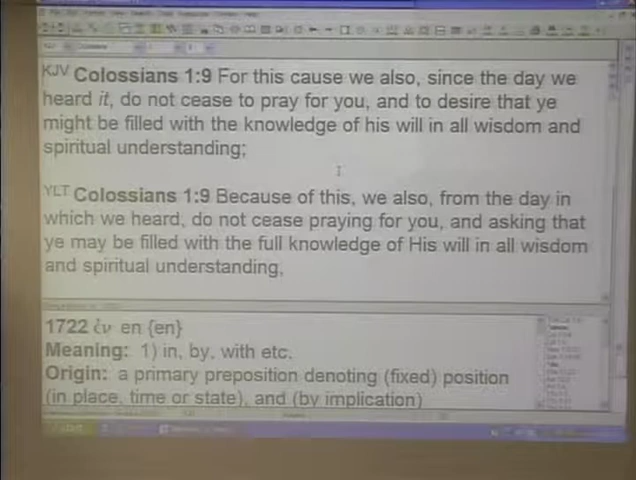 KJV Colossians 1:9 For this cause we also, since the day we
heard it, do not cease to pray for you, and to desire that ye
might be filled with the knowledge of his will in all wisdom and
spiritual understanding;
YLT Colossians 1:9 Because of this, we also, from the day in
which we heard, do not cease praying for you, and asking that
ye may be filled with the full knowledge of His will in all wisdom
and spiritual understanding,
1722 ἐν en {en}
Meaning: 1) in, by, with etc.
Origin: a primary preposition denoting (fixed) position
(in place, time or state), and (by implication)